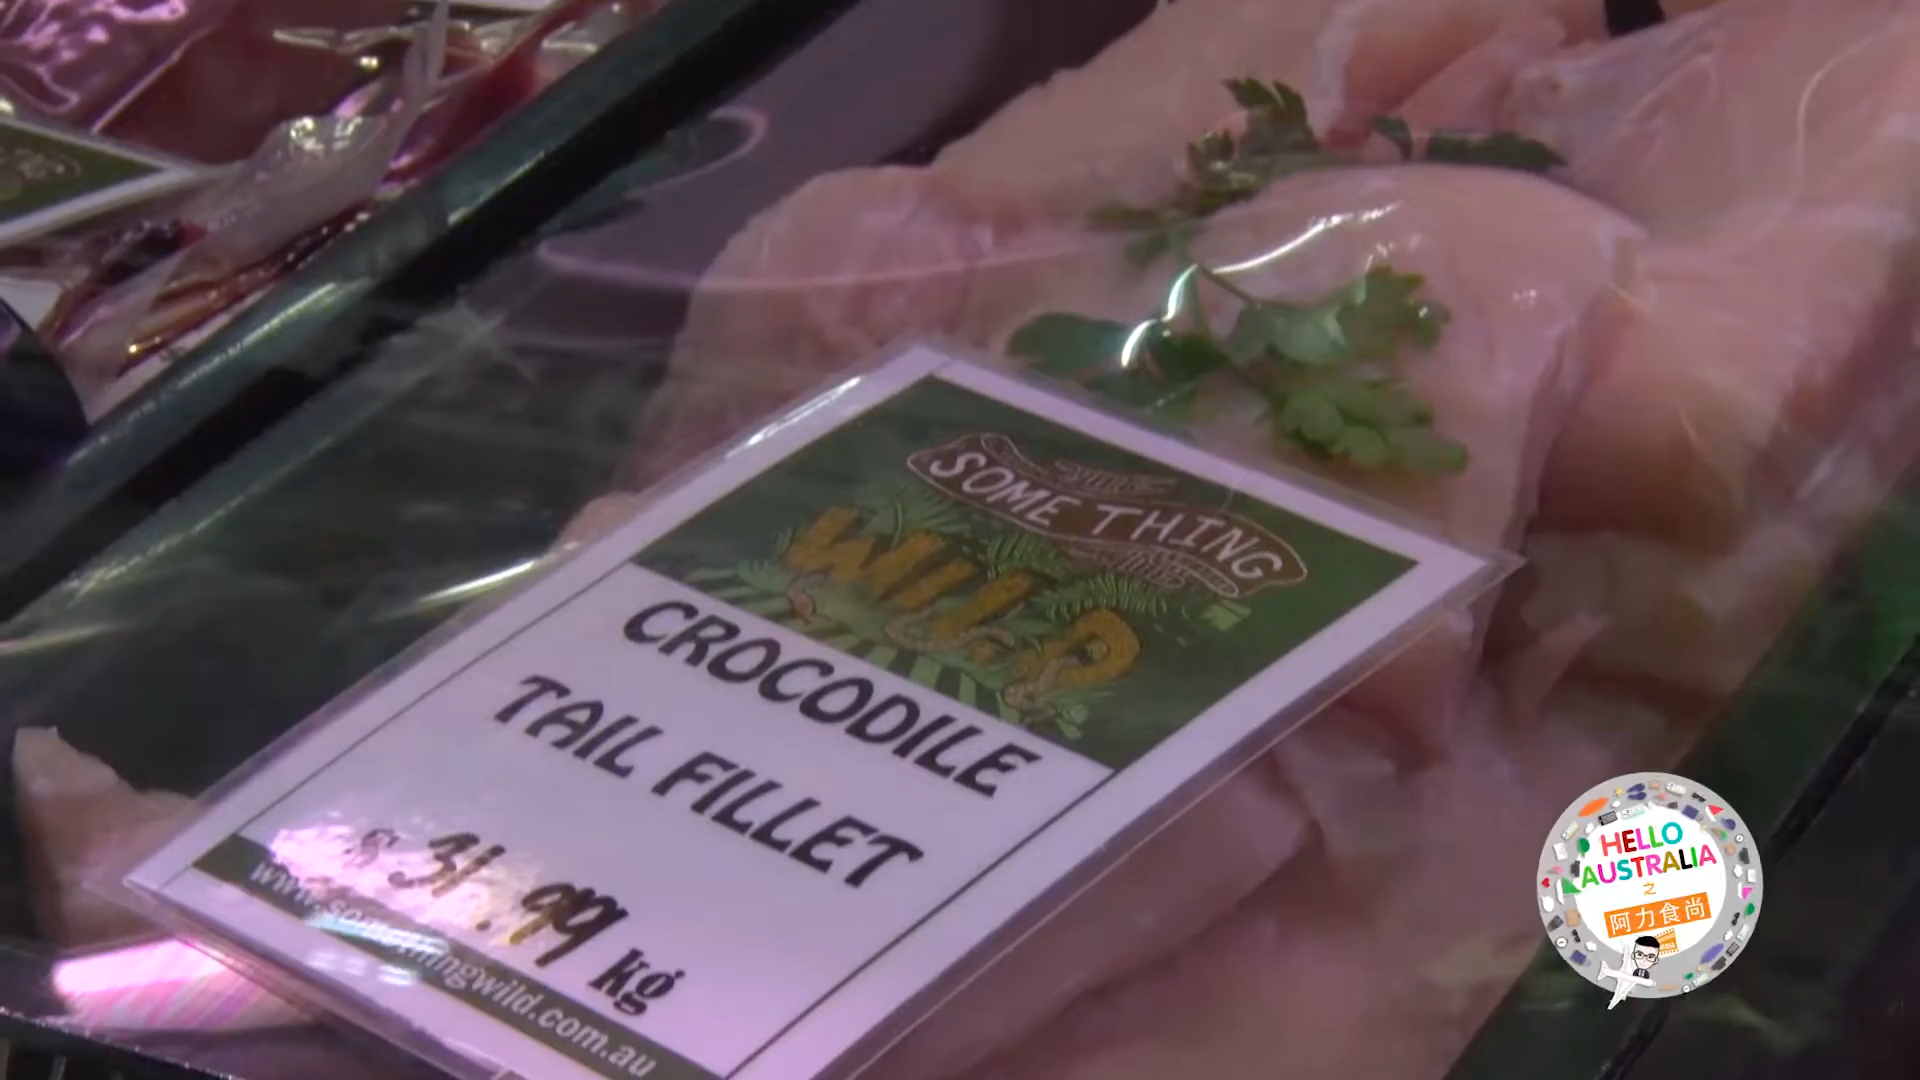 SOME THING
WILD
CROCODILE
TAIL FILLET
$ 31.99 kg
www.somethingwild.com.au
HELLO
AUSTRALIA
之
阿力食尚